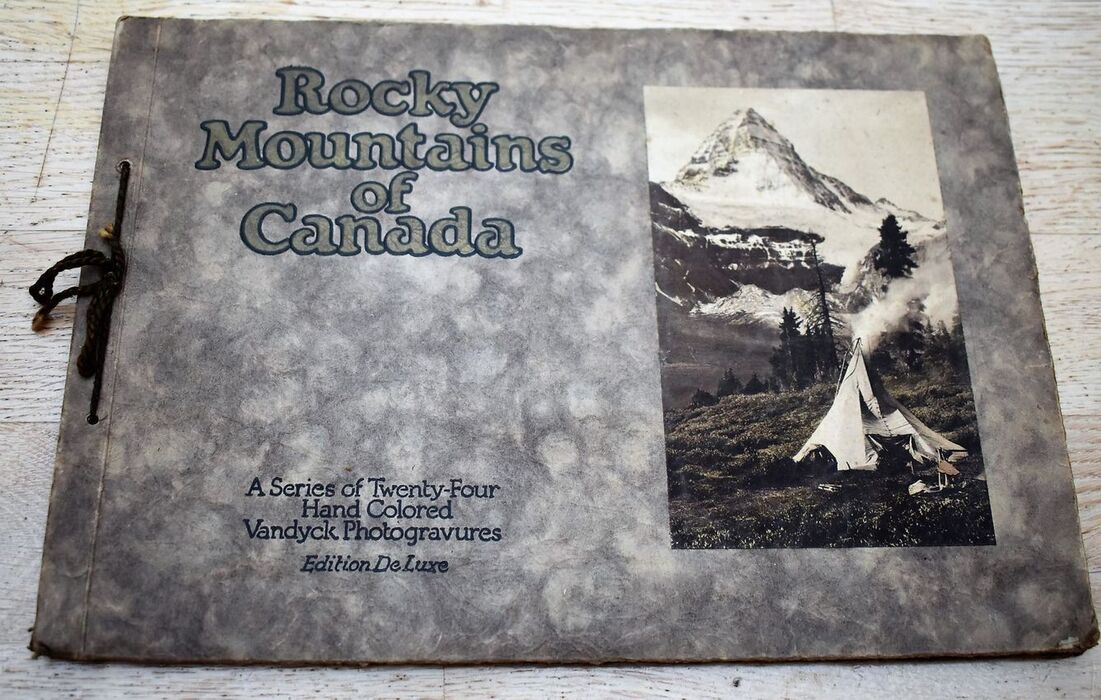 Rocky
Mountains
of
Canada
A Series of Twenty-Four
Hand Colored
Vandyck Photogravures
Edition De Luxe